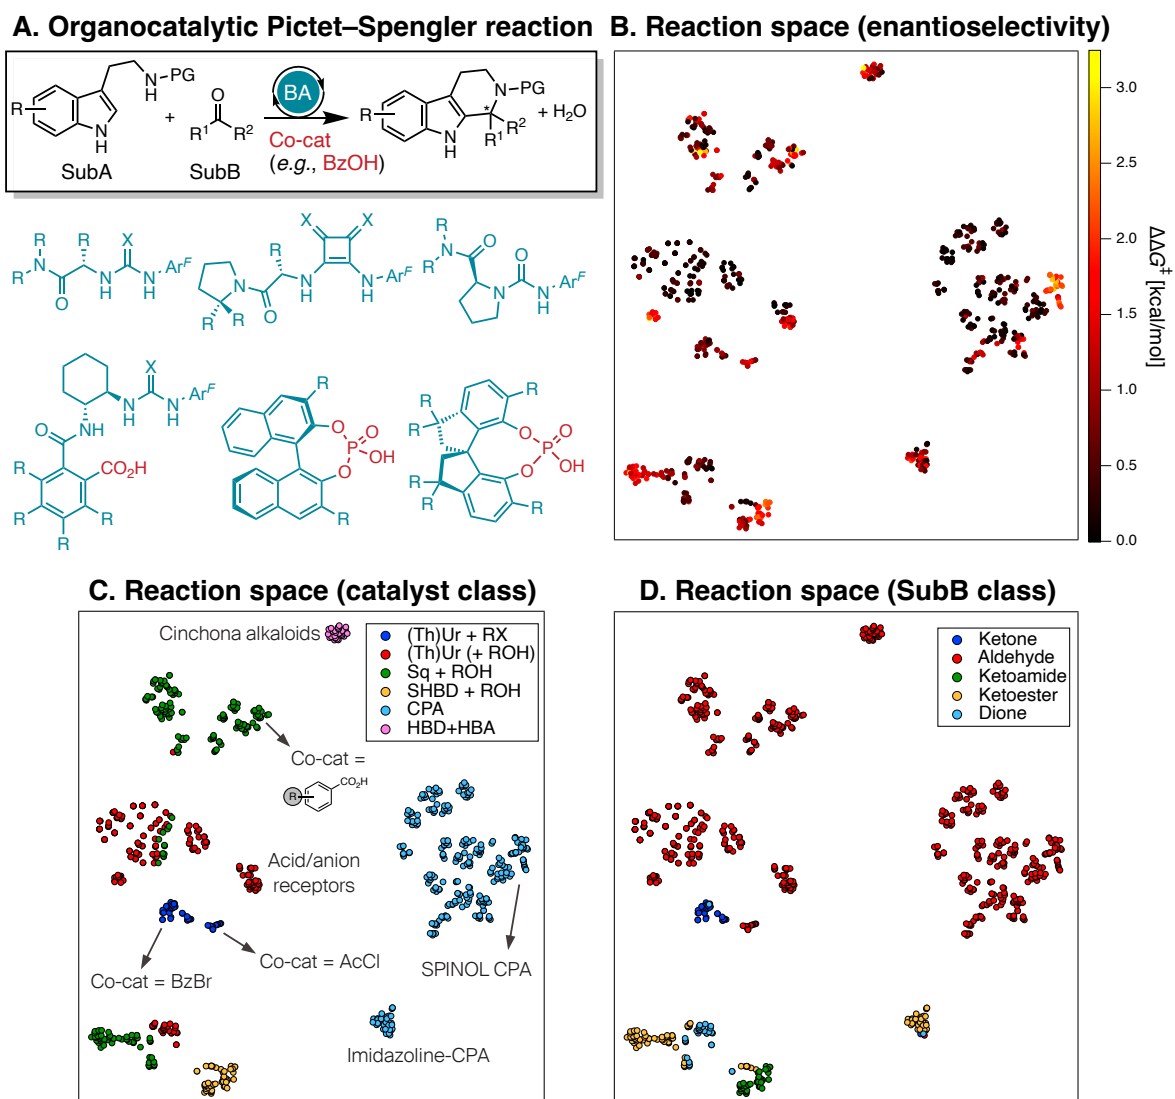 A. Organocatalytic Pictet–Spengler reaction
R
N
H
PG
N
H
SubA
+
O
R¹
R²
SubB
BA
Co-cat
(e.g., BzOH)
R
N
PG
*
R²
R¹
N
H
+ H₂O
R
N
R
O
R
N
H
X
N
H
Arᶠ
X
X
R
N
O
N
H
N
H
Arᶠ
R
R
R
N
R
O
N
O
N
H
Arᶠ
X
N
H
N
H
Arᶠ
NH
O
CO₂H
R
R
R
R
R
O
P
O
OH
O
R
R
R
R
O
P
O
OH
O
R
R
R
B. Reaction space (enantioselectivity)
3.0
2.5
2.0
1.5
1.0
0.5
0.0
ΔΔG‡ [kcal/mol]
C. Reaction space (catalyst class)
Cinchona alkaloids
(Th)Ur + RX
(Th)Ur (+ ROH)
Sq + ROH
SHBD + ROH
CPA
HBD+HBA
Co-cat =
R
CO₂H
Acid/anion
receptors
Co-cat = AcCl
Co-cat = BzBr
SPINOL CPA
Imidazoline-CPA
D. Reaction space (SubB class)
Ketone
Aldehyde
Ketoamide
Ketoester
Dione